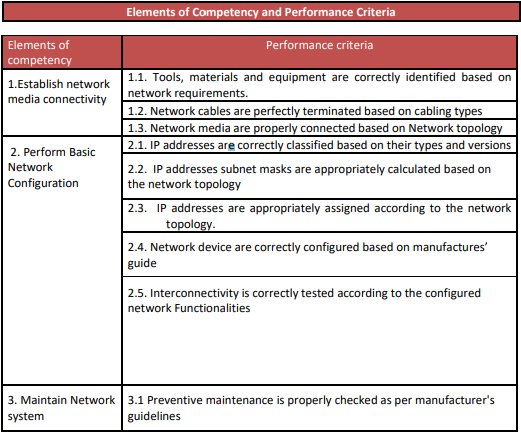 Elements of Competency and Performance Criteria
Elements of
competency
Performance criteria
1.Establish network
media connectivity
1.1. Tools, materials and equipment are correctly identified based on
network requirements.
1.2. Network cables are perfectly terminated based on cabling types
1.3. Network media are properly connected based on Network topology
2. Perform Basic
Network
Configuration
2.1. IP addresses are correctly classified based on their types and versions
2.2. IP addresses subnet masks are appropriately calculated based on
the network topology
2.3. IP addresses are appropriately assigned according to the network
topology.
2.4. Network device are correctly configured based on manufactures’
guide
2.5. Interconnectivity is correctly tested according to the configured
network Functionalities
3. Maintain Network
system
3.1 Preventive maintenance is properly checked as per manufacturer's
guidelines